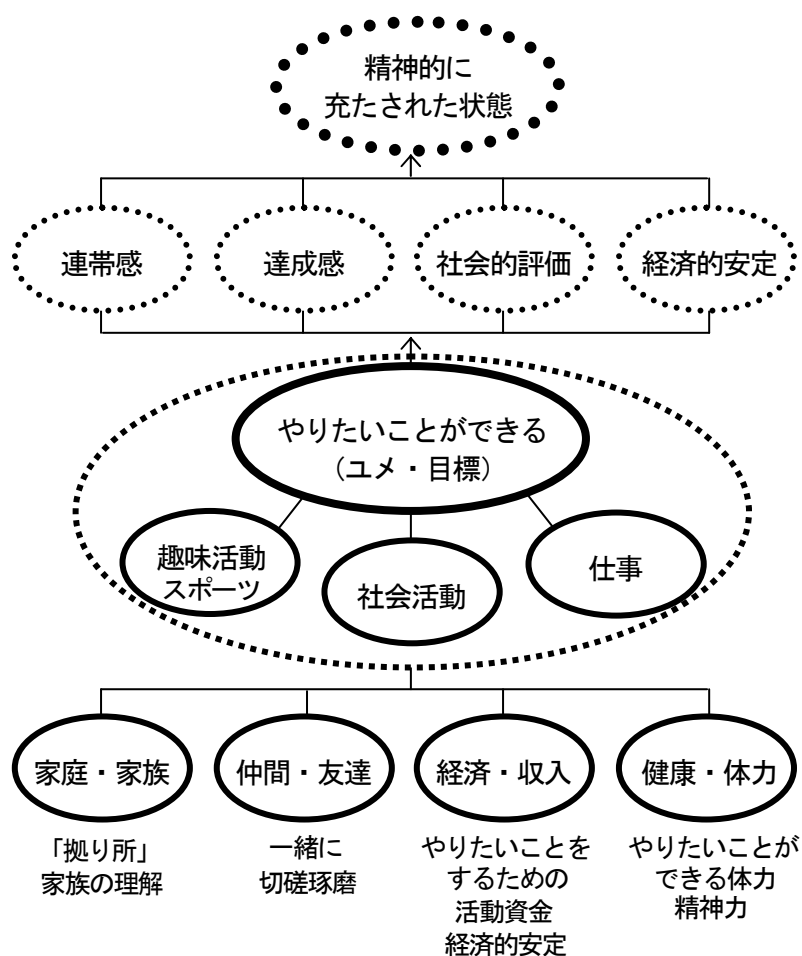 精神的に
充たされた状態
連帯感
達成感
社会的評価
経済的安定
やりたいことができる
（ユメ・目標）
趣味活動
スポーツ
社会活動
仕事
家庭・家族
仲間・友達
経済・収入
健康・体力
「拠り所」
家族の理解
一緒に
切磋琢磨
やりたいことを
するための
活動資金
経済的安定
やりたいことが
できる体力
精神力